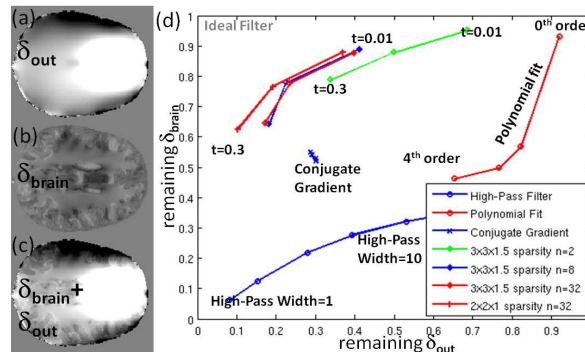 (a)
δout
(b)
δbrain
(c)
δbrain +
δout
(d)
Ideal Filter
t=0.01
t=0.01
0th order
t=0.3
t=0.3
Polynomial fit
Conjugate
Gradient
4th order
High-Pass
Width=10
High-Pass Width=1
High-Pass Filter
Polynomial Fit
Conjugate Gradient
3x3x1.5 sparsity n=2
3x3x1.5 sparsity n=8
3x3x1.5 sparsity n=32
2x2x1 sparsity n=32
remaining δbrain
1
0.9
0.8
0.7
0.6
0.5
0.4
0.3
0.2
0.1
0
0 0.1 0.2 0.3 0.4 0.5 0.6 0.7 0.8 0.9
remaining δout